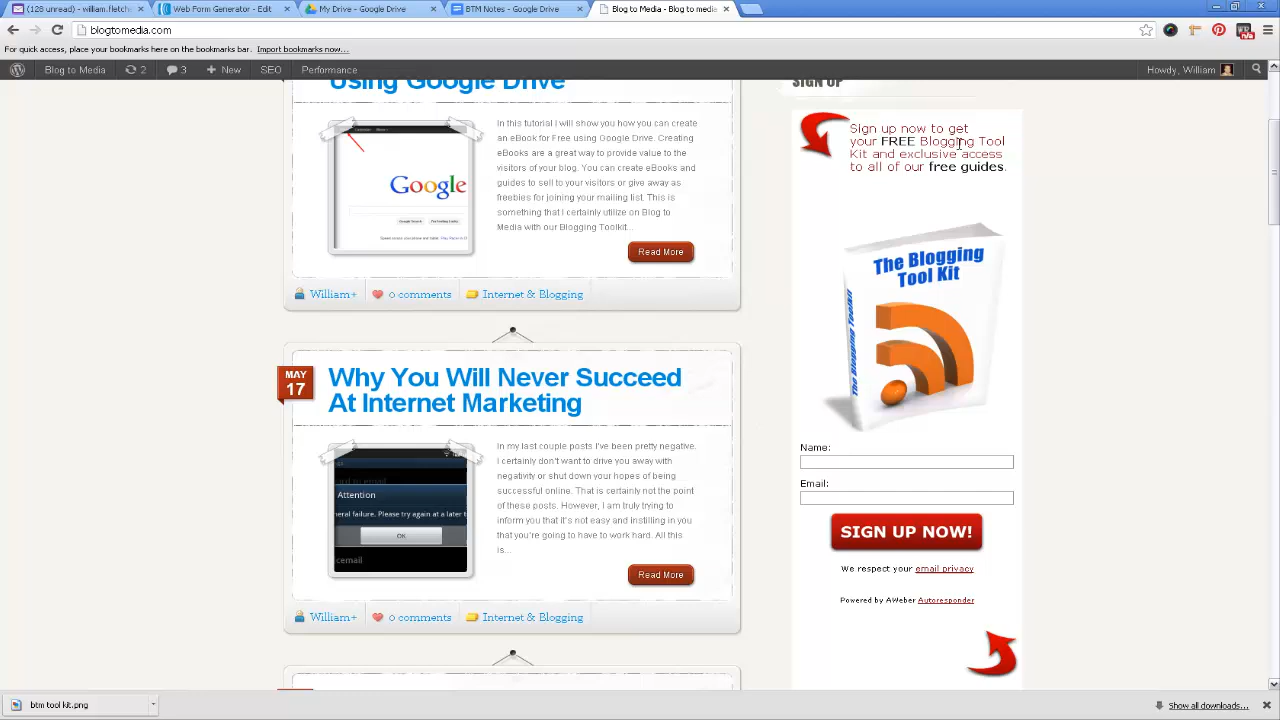 (128 unread) - william.fletch
Web Form Generator - Edit
My Drive - Google Drive
BTM Notes - Google Drive
Blog to Media - Blog to medi
blogtomedia.com
For quick access, place your bookmarks here on the bookmarks bar. Import bookmarks now...
Blog to Media
2
3
+ New
SEO
Performance
Howdy, William
Using Google Drive
Google
In this tutorial I will show you how you can
create an eBook for Free using Google Drive. Creating
eBooks are a great way to provide value to the
visitors of your blog. You can create eBooks and
guides to sell to your visitors or give away as
freebies for joining your mailing list. This is
something that I certainly utilize on Blog to
Media with our Blogging Toolkit...
Read More
William+
0 comments
Internet & Blogging
MAY
17
Why You Will Never Succeed
At Internet Marketing
Attention
neral failure. Please try again at a later t
OK
icemail
In my last couple posts I've been pretty negative.
I certainly don't want to drive you away with
negativity or shut down your hopes of being
successful online. That is certainly not the point
of these posts. However, I am truly trying to
inform you that it's not easy and instilling in you
that you're going to have to work hard. All this
is...
Read More
William+
0 comments
Internet & Blogging
SIGN UP
Sign up now to get
your FREE Blogging Tool
Kit and exclusive access
to all of our free guides.
The Blogging
Tool Kit
The Blogging Toolkit
Name:
Email:
SIGN UP NOW!
We respect your email privacy
Powered by AWeber Autoresponder
btm tool kit.png
Show all downloads...